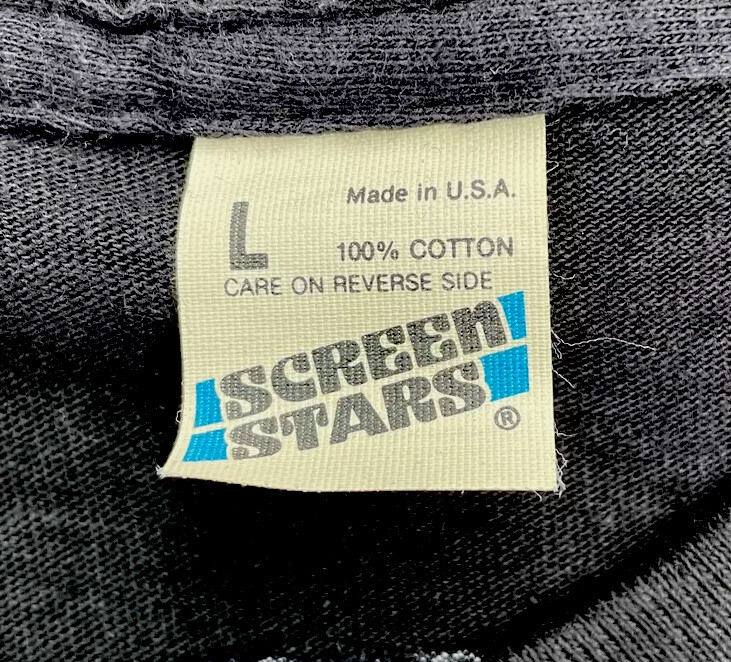 Made in U.S.A.
L
100% COTTON
CARE ON REVERSE SIDE
SCREEN
STARS
®